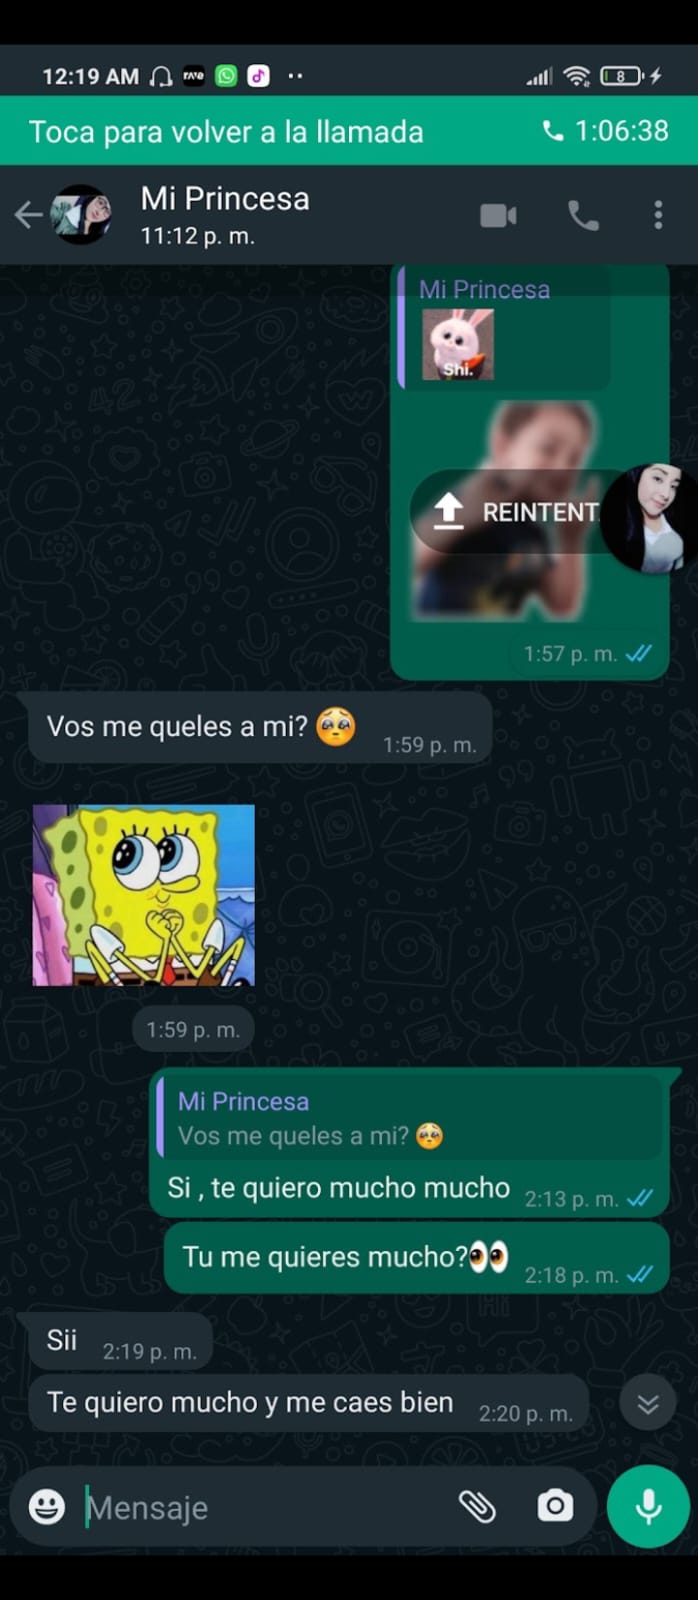 12:19 AM
8
Toca para volver a la llamada 1:06:38
Mi Princesa
11:12 p. m.
Mi Princesa
Shi.
REINTENT
1:57 p. m.
Vos me queles a mi? 🥺 1:59 p. m.
1:59 p. m.
Mi Princesa
Vos me queles a mi? 🥺
Si , te quiero mucho mucho 2:13 p. m.
Tu me quieres mucho?👀 2:18 p. m.
Sii 2:19 p. m.
Te quiero mucho y me caes bien 2:20 p. m.
Mensaje